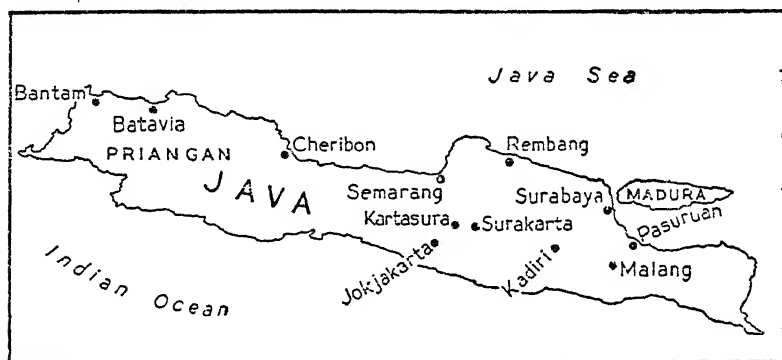 Java Sea
Bantam
Batavia
PRIANGAN
Cheribon
Rembang
JAVA
Semarang
Surabaya
MADURA
Kartasura
Surakarta
Pasuruan
Jokjakarta
Kadiri
Malang
Indian Ocean